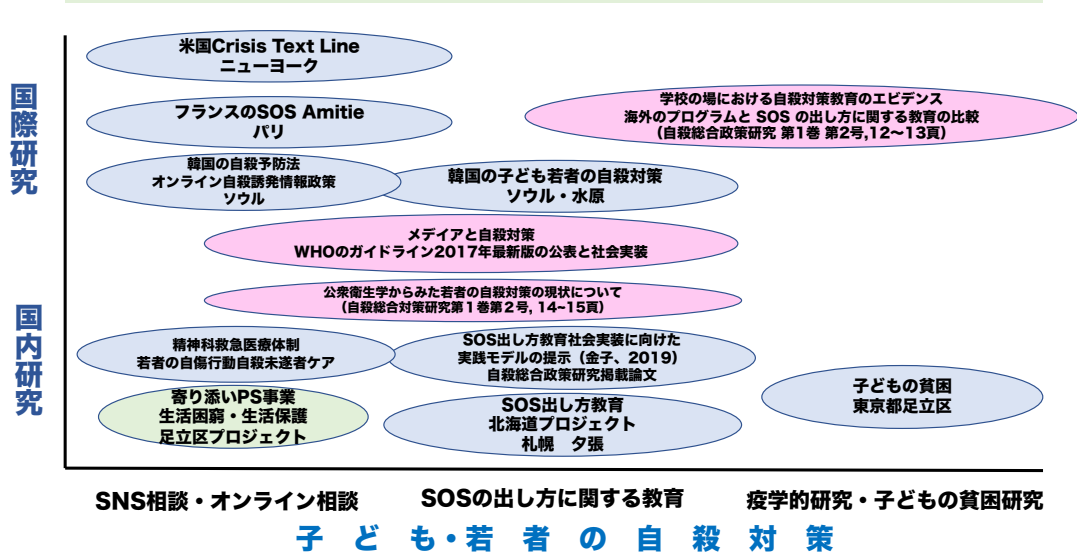 国際研究
米国Crisis Text Line
ニューヨーク
フランスのSOS Amitie
パリ
学校の場における自殺対策教育のエビデンス
海外のプログラムと SOS の出し方に関する教育の比較
（自殺総合政策研究 第1巻 第2号,12〜13頁）
韓国の自殺予防法
オンライン自殺誘発情報政策
ソウル
韓国の子ども若者の自殺対策
ソウル・水原
メデイアと自殺対策
WHOのガイドライン2017年最新版の公表と社会実装
国内研究
公衆衛生学からみた若者の自殺対策の現状について
（自殺総合対策研究第１巻第２号, 14~15頁）
精神科救急医療体制
若者の自傷行動自殺未遂者ケア
SOS出し方教育社会実装に向けた
実践モデルの提示（金子、2019）
自殺総合政策研究掲載論文
寄り添いPS事業
生活困窮・生活保護
足立区プロジェクト
SOS出し方教育
北海道プロジェクト
札幌　夕張
子どもの貧困
東京都足立区
SNS相談・オンライン相談
SOSの出し方に関する教育
疫学的研究・子どもの貧困研究
子 ど も・若 者 の 自 殺 対 策